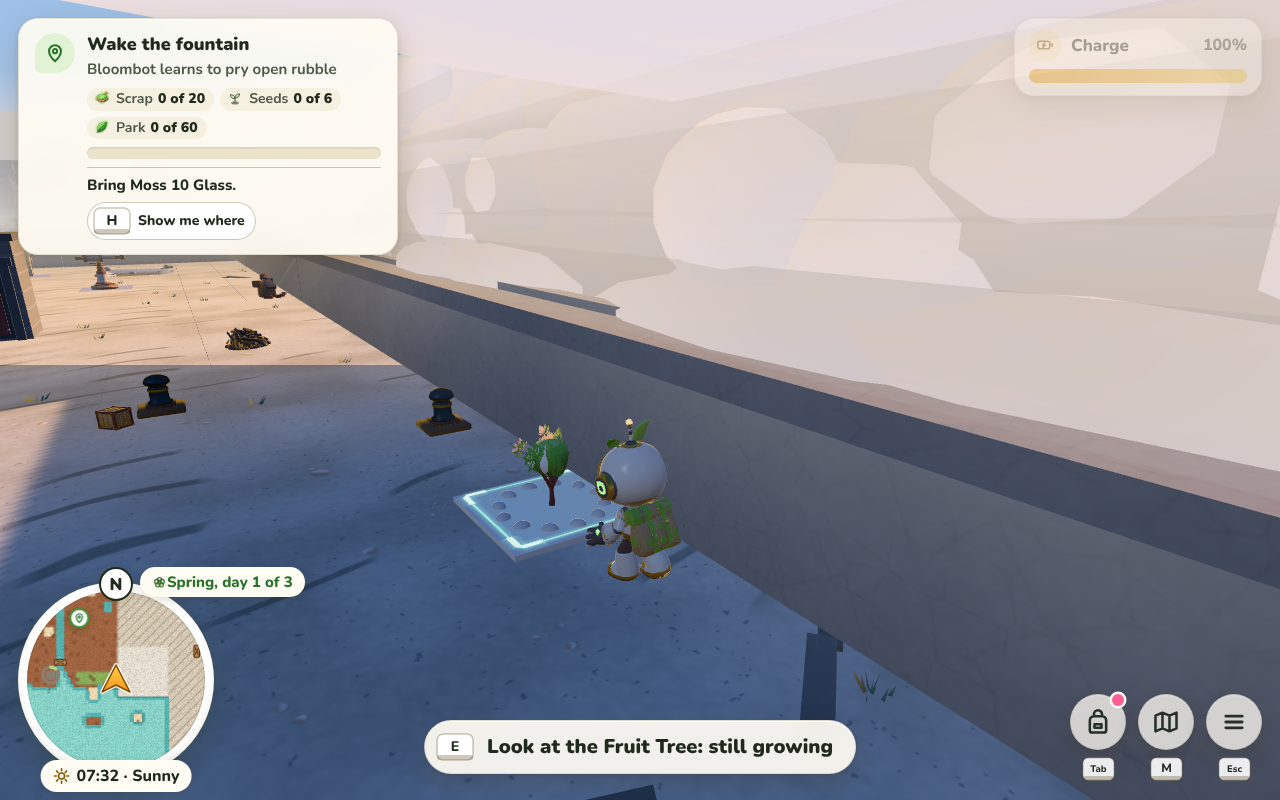 Wake the fountain
Bloombot learns to pry open rubble
Scrap 0 of 20 Seeds 0 of 6
Park 0 of 60
Bring Moss 10 Glass.
H Show me where
Charge 100%
N
Spring, day 1 of 3
07:32 · Sunny
E Look at the Fruit Tree: still growing
Tab M Esc